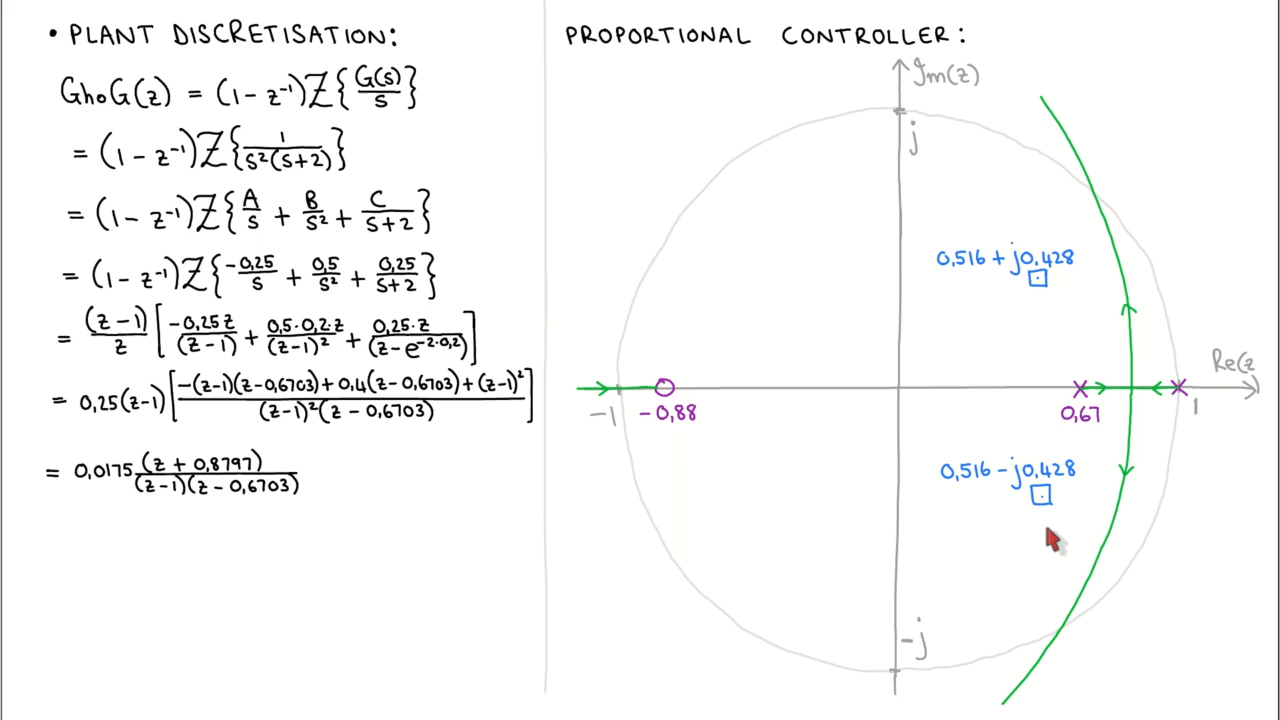 • PLANT DISCRETISATION:
GhoG(z) = (1 - z⁻¹)Z{G(s)/s}
= (1 - z⁻¹)Z{1/s²(s+2)}
= (1 - z⁻¹)Z{A/s + B/s² + C/s+2}
= (1 - z⁻¹)Z{-0,25/s + 0,5/s² + 0,25/s+2}
= (z-1)/z [-0,25z/(z-1) + 0,5·0,2·z/(z-1)² + 0,25·z/(z-e^-2·0,2)]
= 0,25(z-1)[-(z-1)(z-0,6703)+0,4(z-0,6703)+(z-1)²/(z-1)²(z-0,6703)]
= 0,0175 (z+0,8797)/(z-1)(z-0,6703)
PROPORTIONAL CONTROLLER:
Im(z)
j
0,516 + j0,428
Re(z
-1
-0,88
0,67
1
0,516 - j0,428
-j